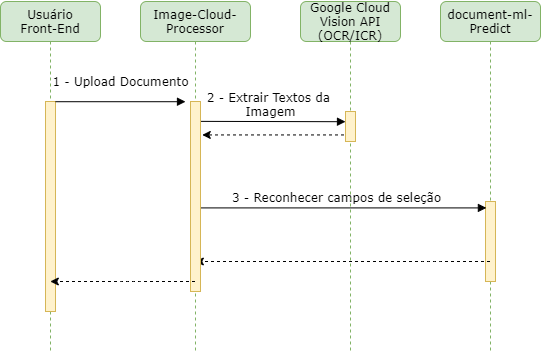 Usuário
Front-End
Image-Cloud-
Processor
Google Cloud
Vision API
(OCR/ICR)
document-ml-
Predict
1 - Upload Documento
2 - Extrair Textos da
Imagem
3 - Reconhecer campos de seleção